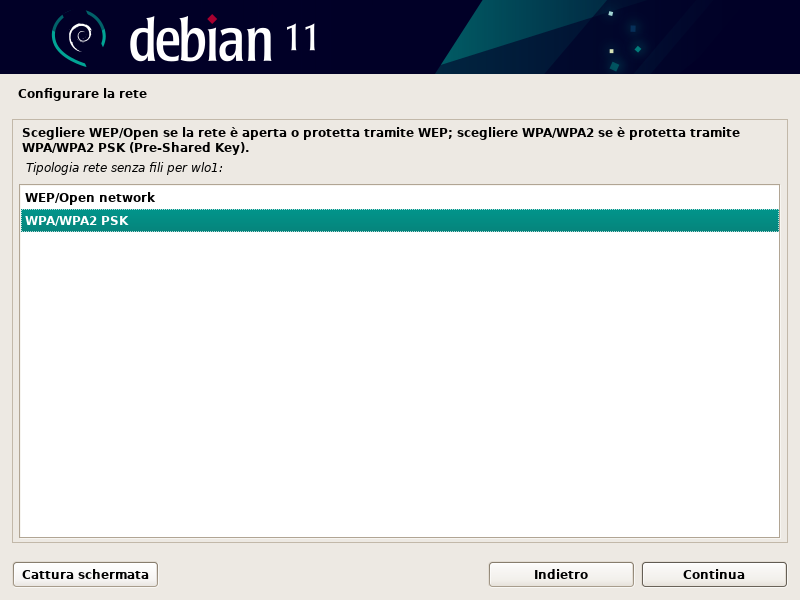 debian 11
Configurare la rete
Scegliere WEP/Open se la rete è aperta o protetta tramite WEP; scegliere WPA/WPA2 se è protetta tramite
WPA/WPA2 PSK (Pre-Shared Key).
Tipologia rete senza fili per wlo1:
WEP/Open network
WPA/WPA2 PSK
Cattura schermata
Indietro
Continua